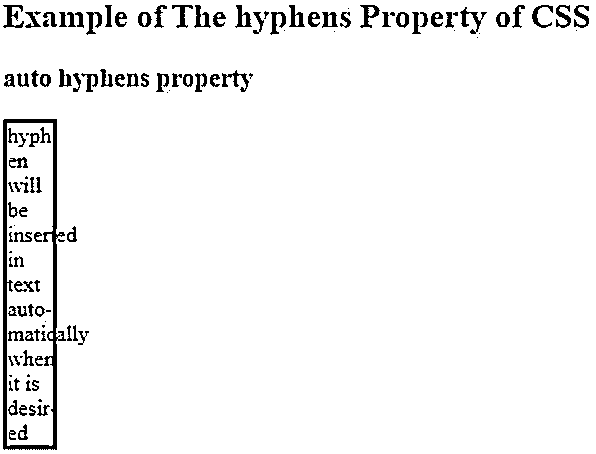 Example of The hyphens Property of CSS
auto hyphens property
hyph
en
will
be
inserted
in
text
auto-
matically
when
it is
desir-
ed